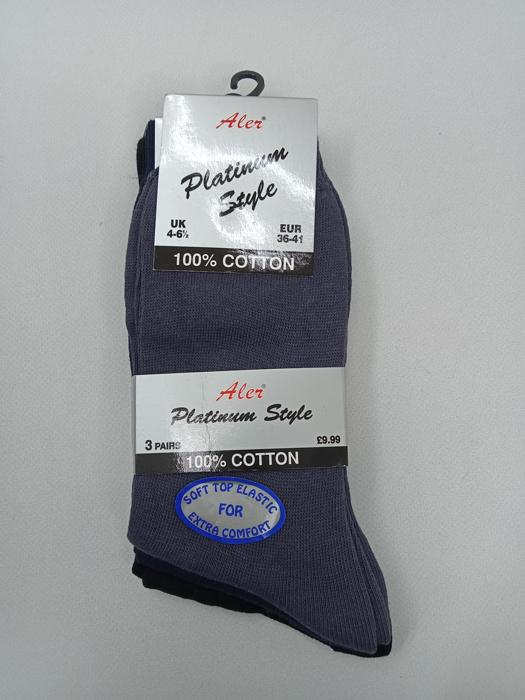 Aler®
Platinum
Style
UK
4-6½
EUR
36-41
100% COTTON
Aler®
Platinum Style
3 PAIRS
£9.99
100% COTTON
SOFT TOP ELASTIC
FOR
EXTRA COMFORT